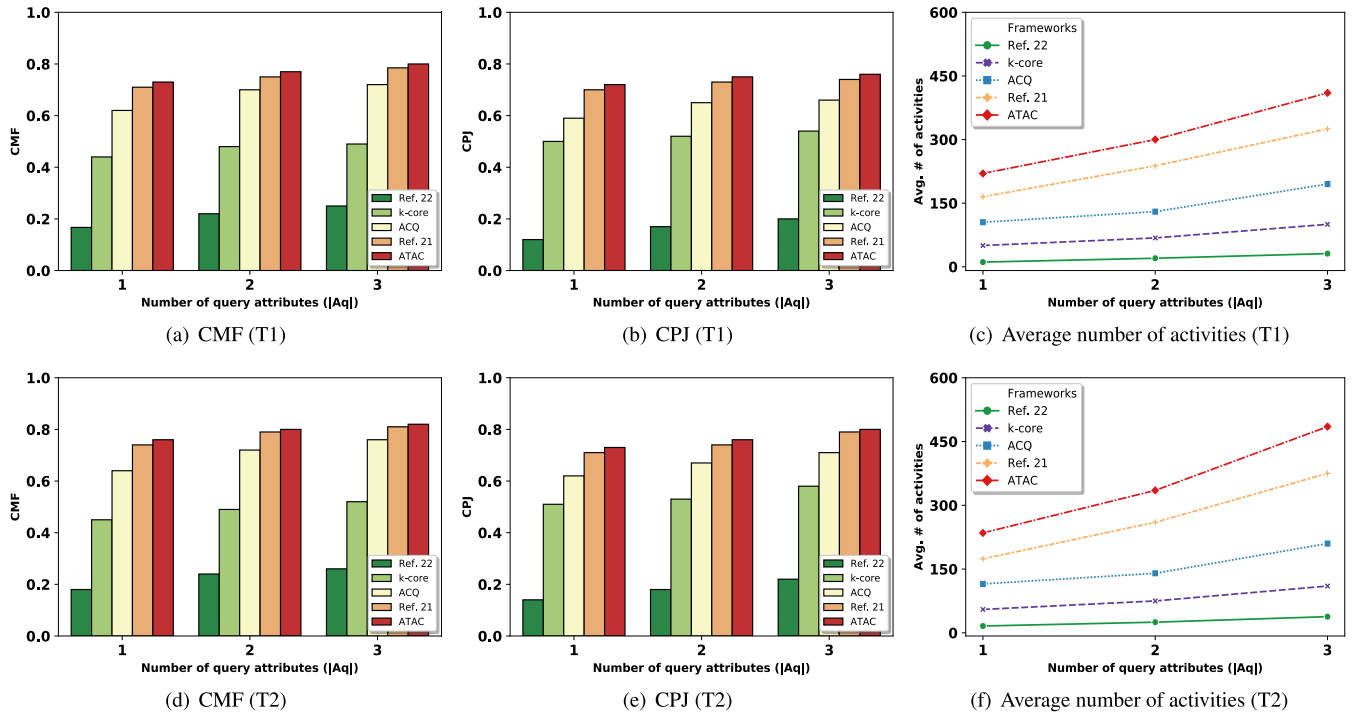 1.0
0.8
0.6
0.4
0.2
0.0
CMF
1 2 3
Number of query attributes (|Aq|)
Ref. 22
k-core
ACQ
Ref. 21
ATAC
(a) CMF (T1)
1.0
0.8
0.6
0.4
0.2
0.0
CPJ
1 2 3
Number of query attributes (|Aq|)
Ref. 22
k-core
ACQ
Ref. 21
ATAC
(b) CPJ (T1)
600
450
300
150
0
Avg. # of activities
Frameworks
Ref. 22
k-core
ACQ
Ref. 21
ATAC
1 2 3
Number of query attributes (|Aq|)
(c) Average number of activities (T1)
1.0
0.8
0.6
0.4
0.2
0.0
CMF
1 2 3
Number of query attributes (|Aq|)
Ref. 22
k-core
ACQ
Ref. 21
ATAC
(d) CMF (T2)
1.0
0.8
0.6
0.4
0.2
0.0
CPJ
1 2 3
Number of query attributes (|Aq|)
Ref. 22
k-core
ACQ
Ref. 21
ATAC
(e) CPJ (T2)
600
450
300
150
0
Avg. # of activities
Frameworks
Ref. 22
k-core
ACQ
Ref. 21
ATAC
1 2 3
Number of query attributes (|Aq|)
(f) Average number of activities (T2)